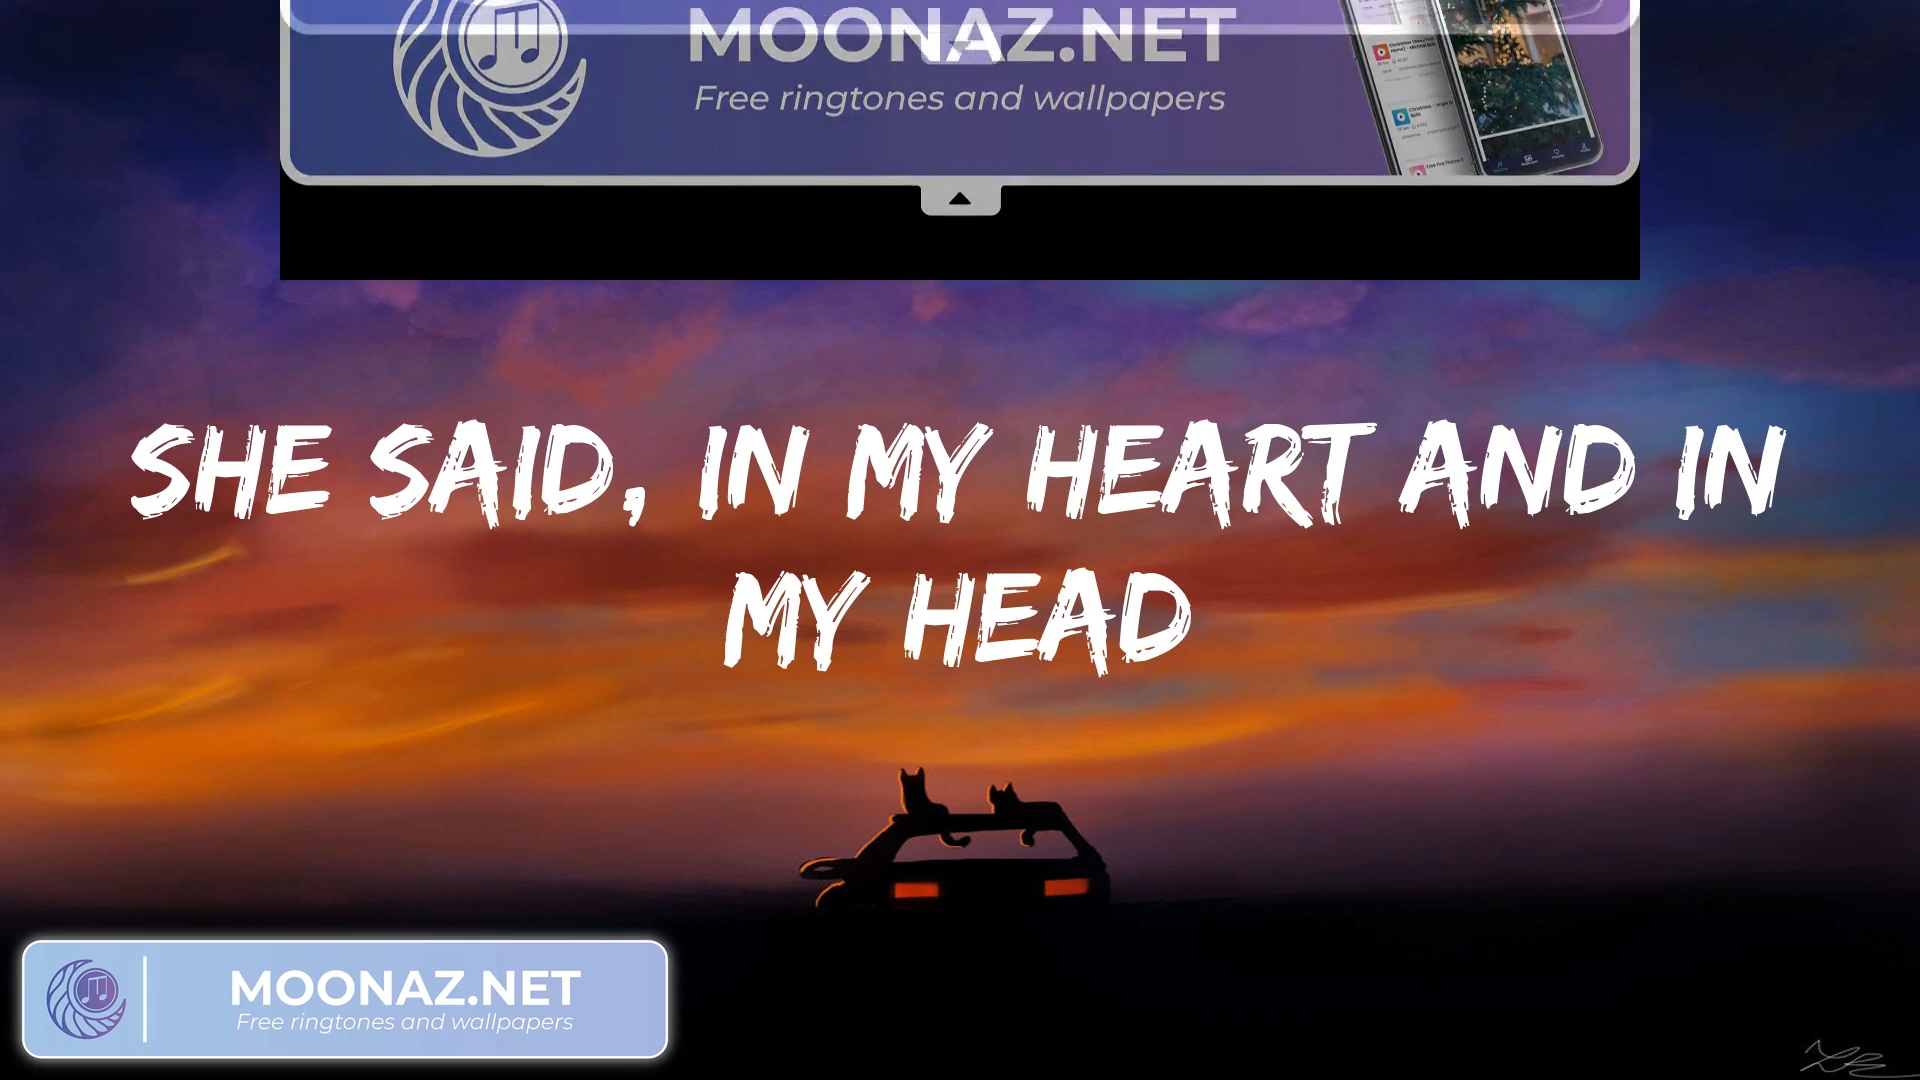 MOONAZ.NET
Free ringtones and wallpapers
SHE SAID, IN MY HEART AND IN
MY HEAD
MOONAZ.NET
Free ringtones and wallpapers